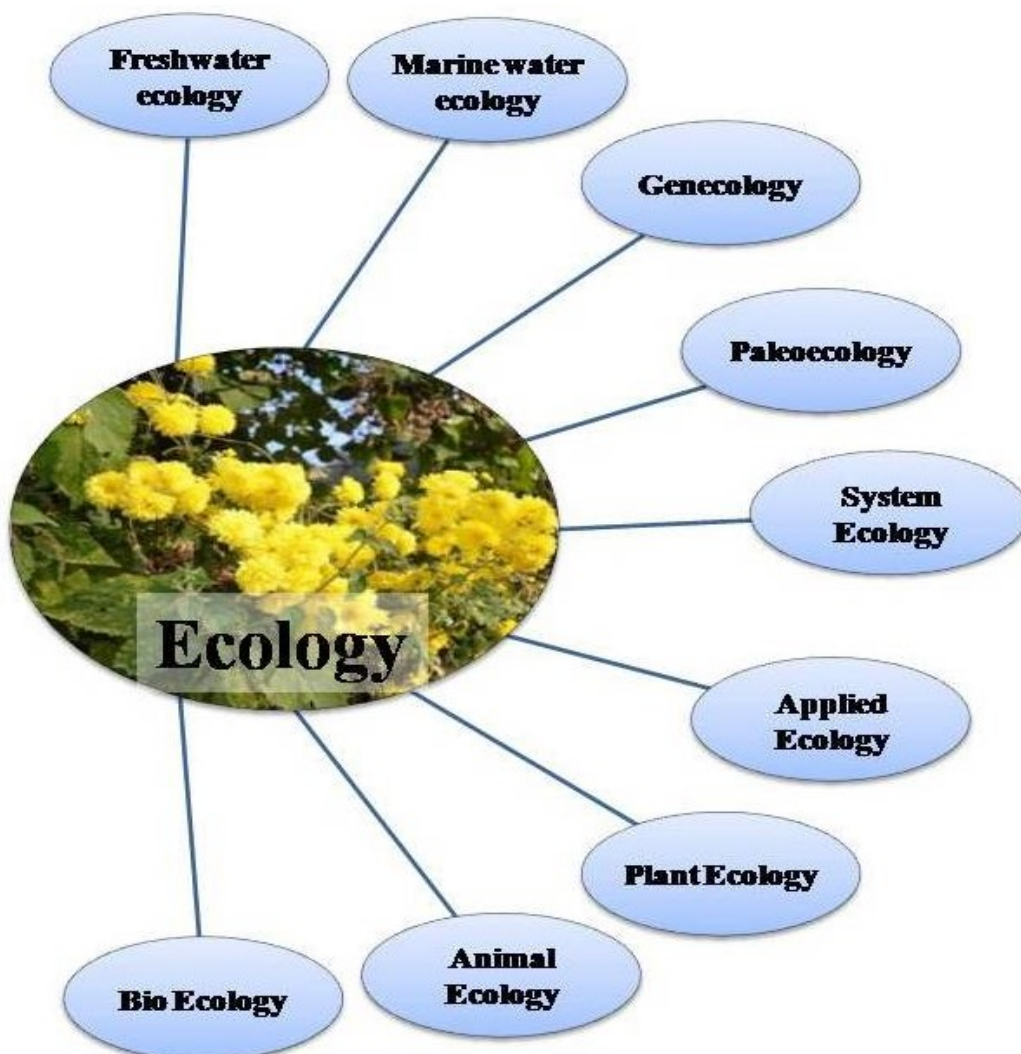 Freshwater
ecology
Marine water
ecology
Genecology
Paleoecology
System
Ecology
Applied
Ecology
Plant Ecology
Animal
Ecology
Bio Ecology
Ecology